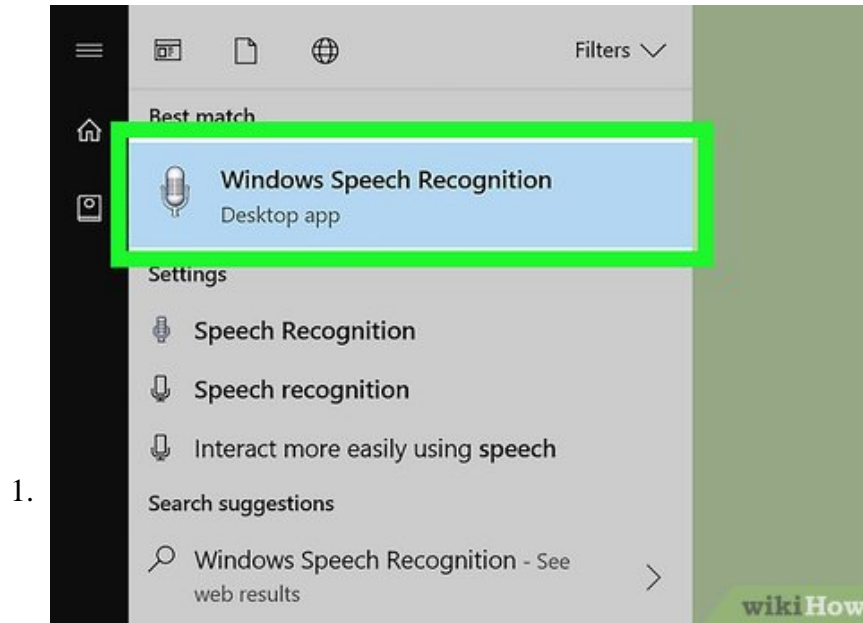 Filters
Best match
Windows Speech Recognition
Desktop app
Settings
Speech Recognition
Speech recognition
Interact more easily using speech
1.
Search suggestions
Windows Speech Recognition - See
web results
wikiHow